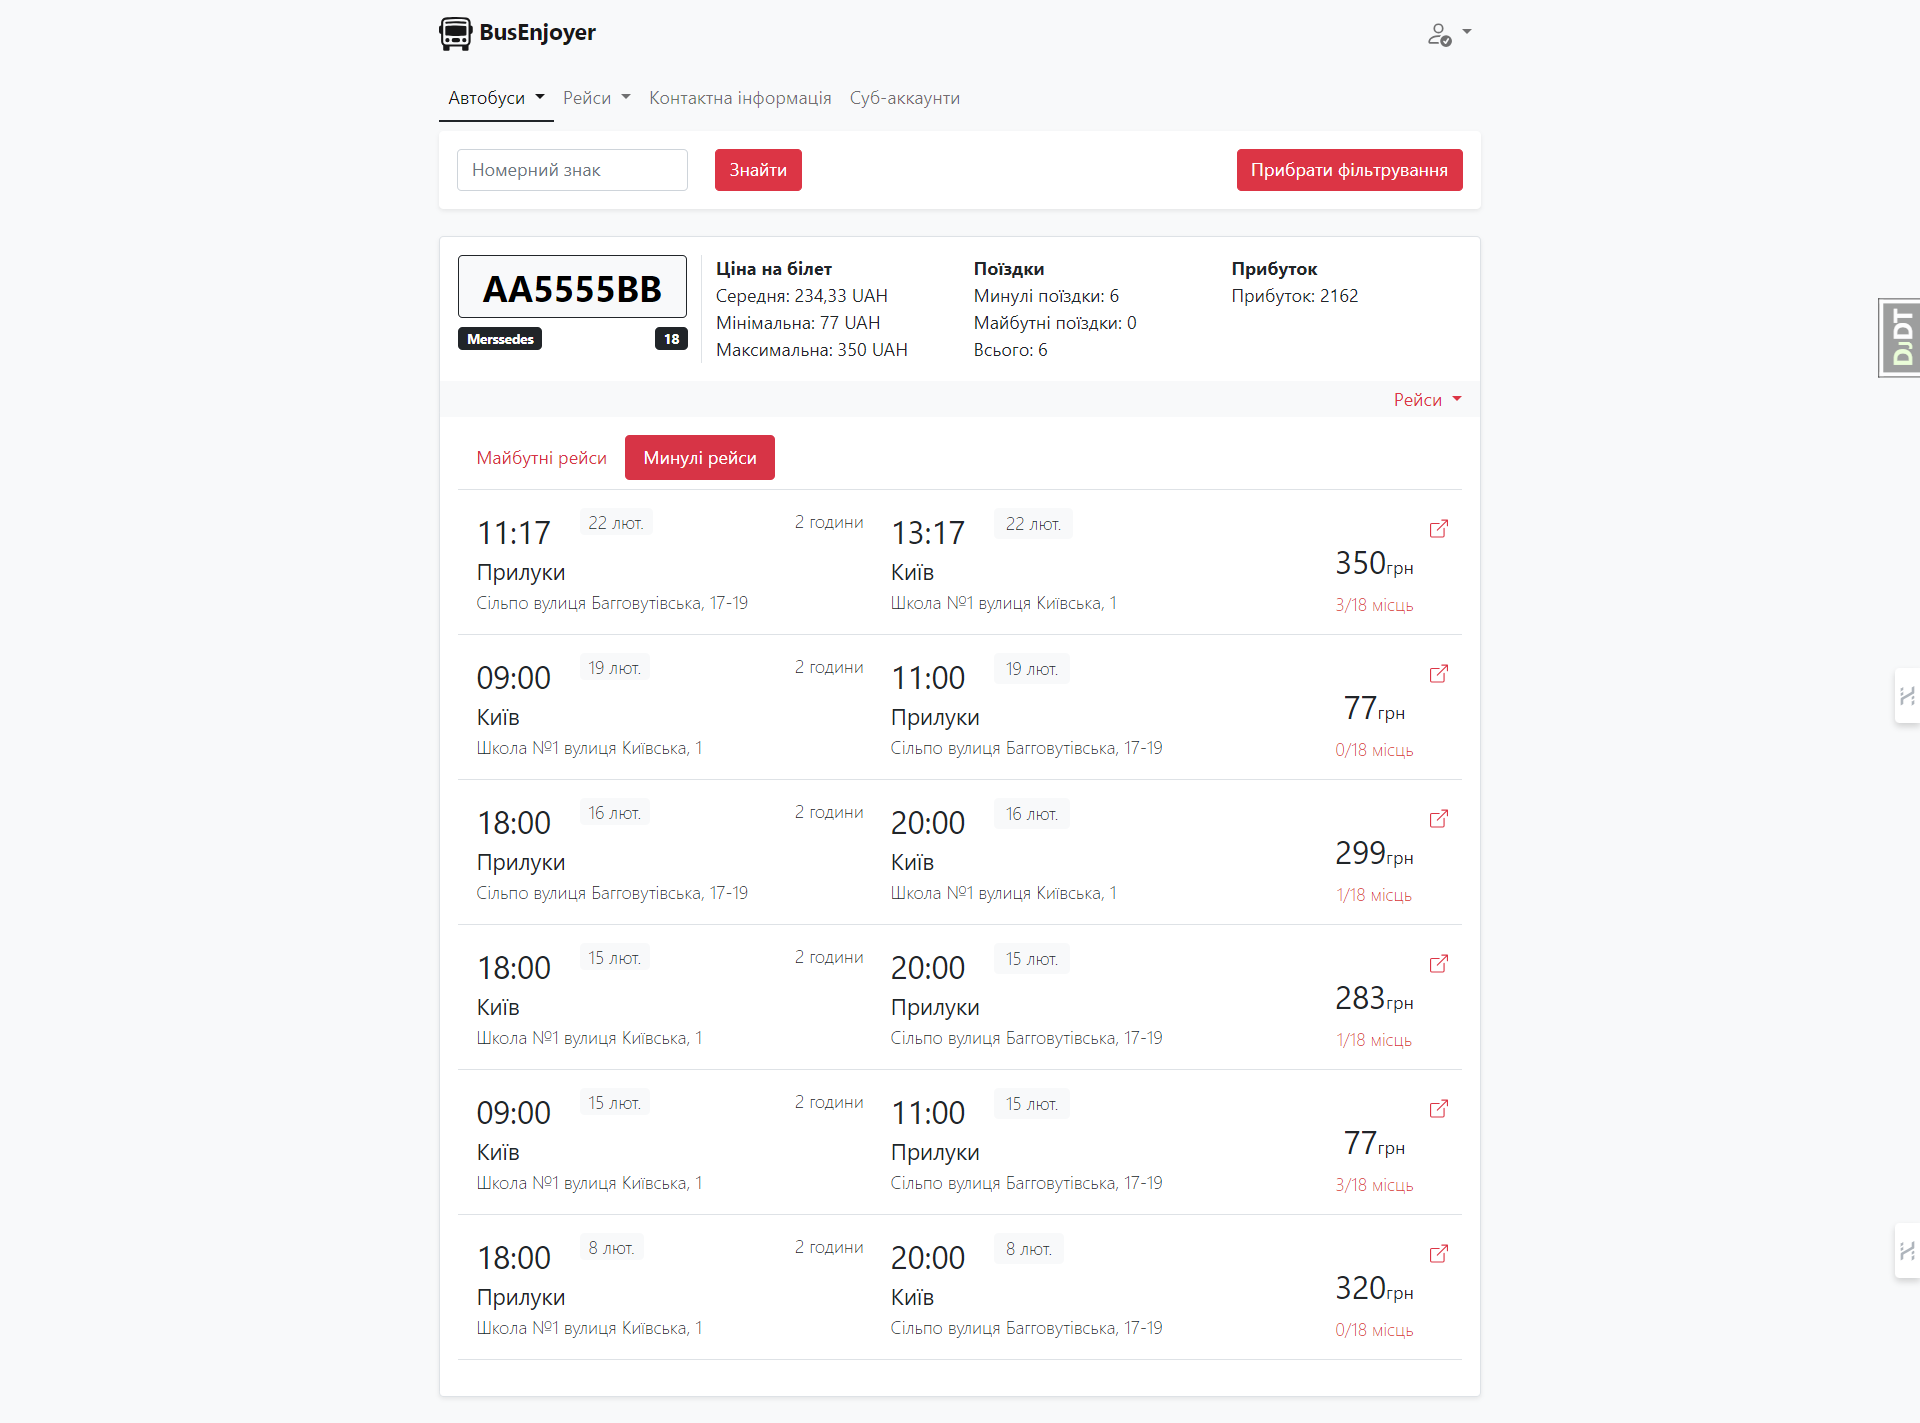 BusEnjoyer
Автобуси Рейси Контактна інформація Суб-аккаунти
Номерний знак Знайти Прибрати фільтрування
AA5555BB
Merssedes 18
Ціна на білет
Середня: 234,33 UAH
Мінімальна: 77 UAH
Максимальна: 350 UAH
Поїздки
Минулі поїздки: 6
Майбутні поїздки: 0
Всього: 6
Прибуток
Прибуток: 2162
DjDT
Рейси
Майбутні рейси Минулі рейси
11:17 22 лют. 2 години 13:17 22 лют.
350грн
Прилуки Київ
Сільпо вулиця Багговутівська, 17-19 Школа №1 вулиця Київська, 1 3/18 місць
09:00 19 лют. 2 години 11:00 19 лют.
77грн
Київ Прилуки
Школа №1 вулиця Київська, 1 Сільпо вулиця Багговутівська, 17-19 0/18 місць
18:00 16 лют. 2 години 20:00 16 лют.
299грн
Прилуки Київ
Сільпо вулиця Багговутівська, 17-19 Школа №1 вулиця Київська, 1 1/18 місць
18:00 15 лют. 2 години 20:00 15 лют.
283грн
Київ Прилуки
Школа №1 вулиця Київська, 1 Сільпо вулиця Багговутівська, 17-19 1/18 місць
09:00 15 лют. 2 години 11:00 15 лют.
77грн
Київ Прилуки
Школа №1 вулиця Київська, 1 Сільпо вулиця Багговутівська, 17-19 3/18 місць
18:00 8 лют. 2 години 20:00 8 лют.
320грн
Прилуки Київ
Школа №1 вулиця Київська, 1 Сільпо вулиця Багговутівська, 17-19 0/18 місць